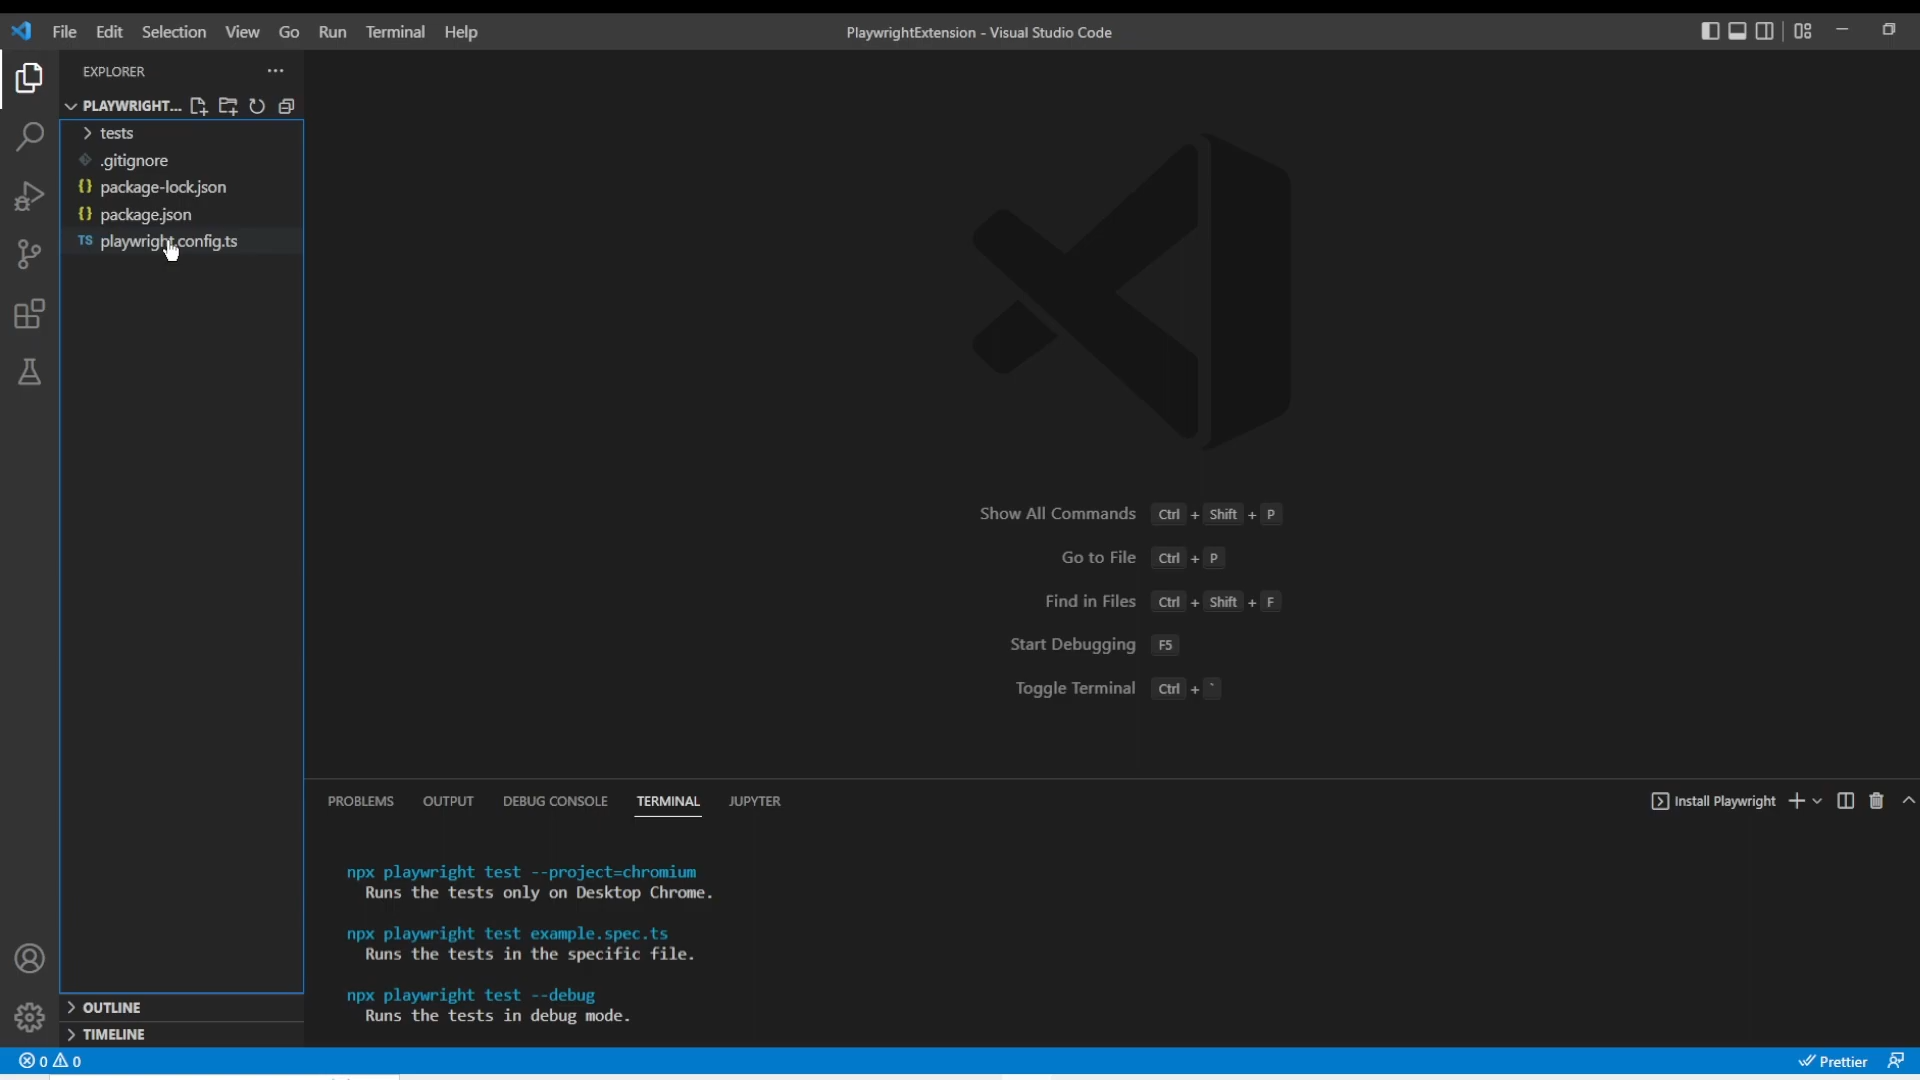 File Edit Selection View Go Run Terminal Help
PlaywrightExtension - Visual Studio Code
EXPLORER
PLAYWRIGHT...
tests
.gitignore
{} package-lock.json
{} package.json
TS playwright.config.ts
OUTLINE
TIMELINE
Show All Commands Ctrl + Shift + P
Go to File Ctrl + P
Find in Files Ctrl + Shift + F
Start Debugging F5
Toggle Terminal Ctrl + `
PROBLEMS OUTPUT DEBUG CONSOLE TERMINAL JUPYTER
Install Playwright
npx playwright test --project=chromium
Runs the tests only on Desktop Chrome.
npx playwright test example.spec.ts
Runs the tests in the specific file.
npx playwright test --debug
Runs the tests in debug mode.
0 0
Prettier